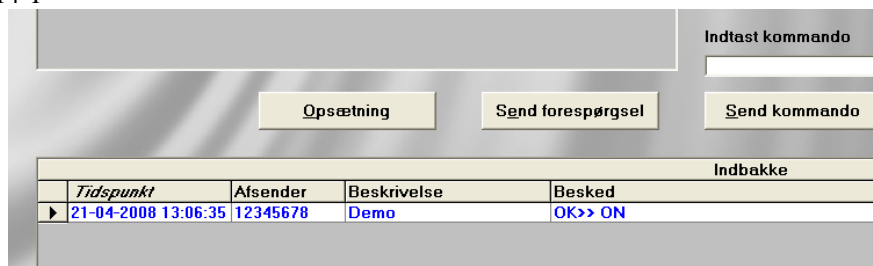 Indtast kommando
Opsætning
Send forespørgsel
Send kommando
Indbakke
Tidspunkt Afsender Beskrivelse Besked
21-04-2008 13:06:35 12345678 Demo OK>> ON